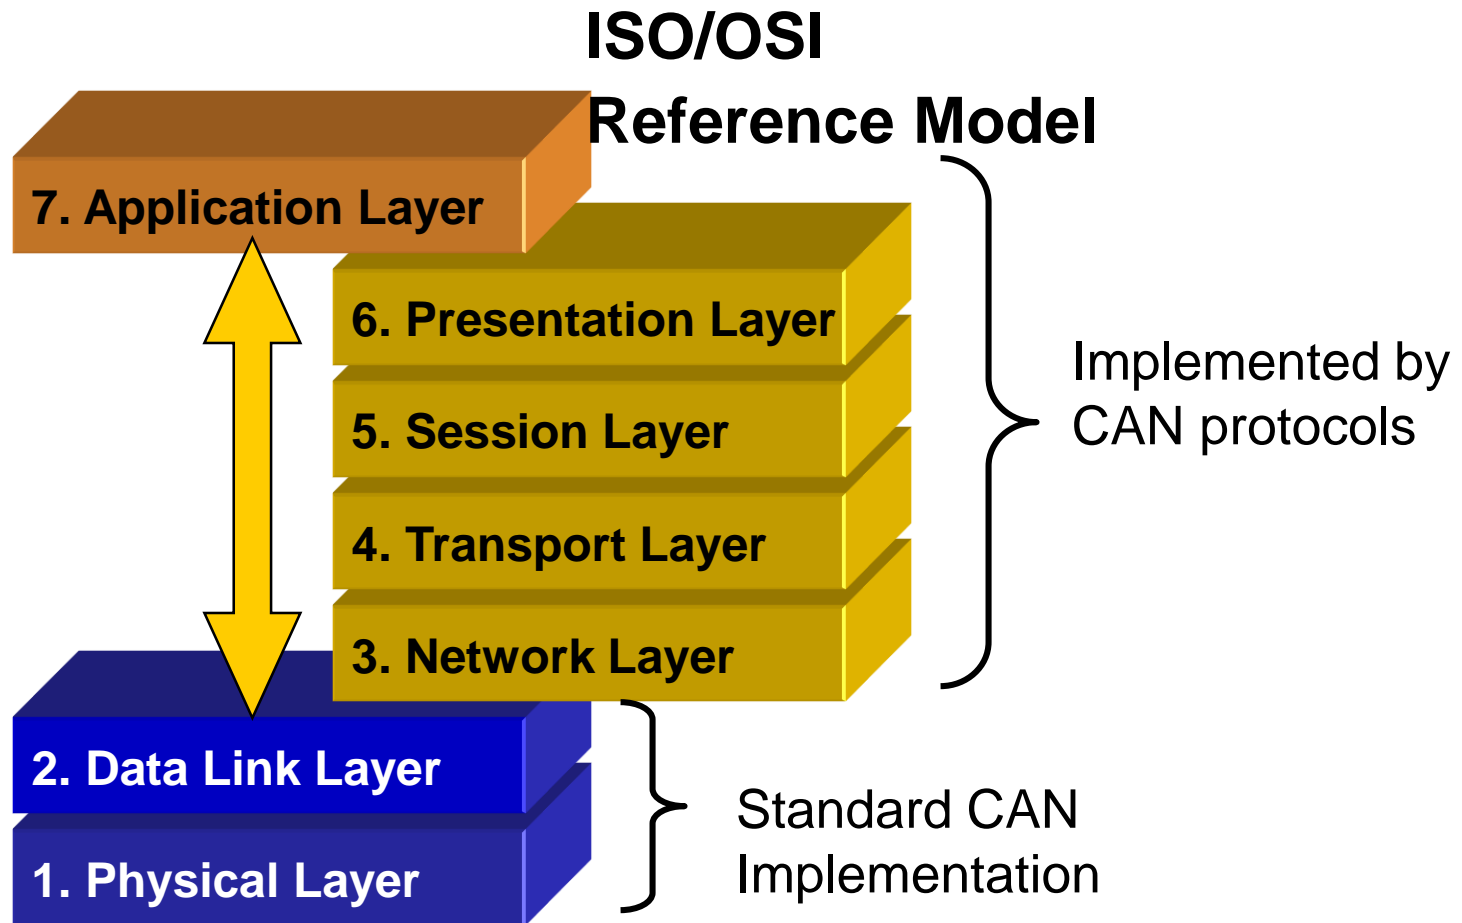 ISO/OSI
Reference Model
7. Application Layer
6. Presentation Layer
5. Session Layer
4. Transport Layer
3. Network Layer
Implemented by
CAN protocols
2. Data Link Layer
1. Physical Layer
Standard CAN
Implementation